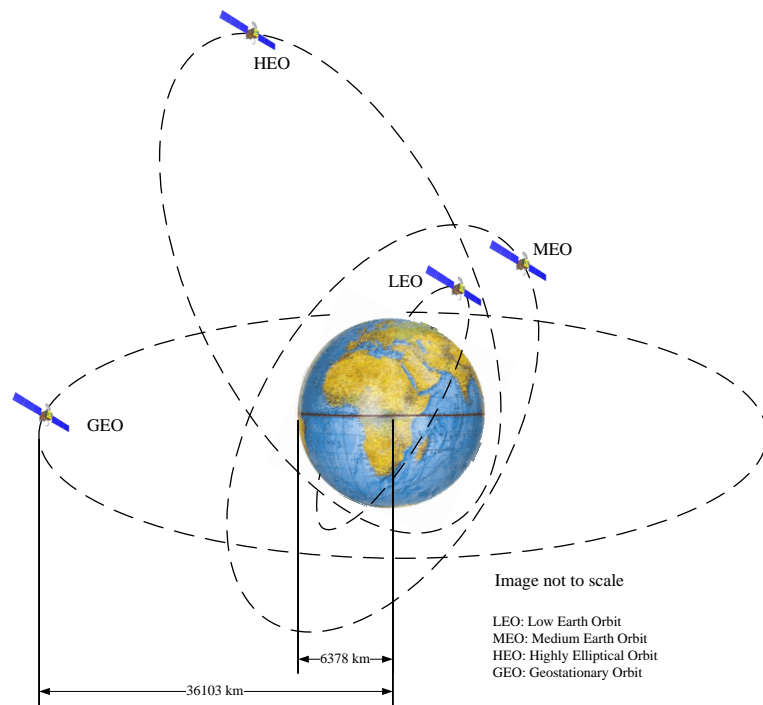 HEO
MEO
LEO
GEO
Image not to scale
LEO: Low Earth Orbit
MEO: Medium Earth Orbit
HEO: Highly Elliptical Orbit
GEO: Geostationary Orbit
6378 km
36103 km